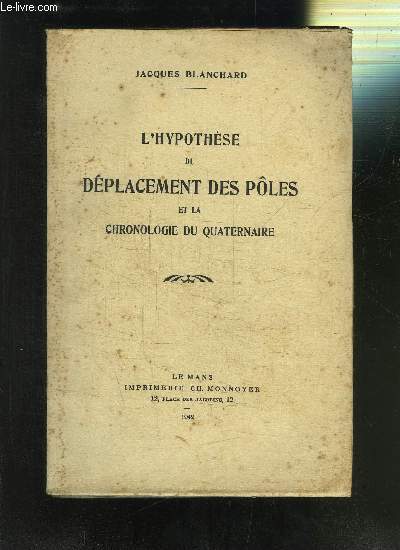 Le-livre.com
JACQUES BLANCHARD
L'HYPOTHÈSE
DU
DÉPLACEMENT DES PÔLES
ET LA
CHRONOLOGIE DU QUATERNAIRE
LE MANS
IMPRIMERIE CH. MONNOYER
12, PLACE DES JACOBINS, 12